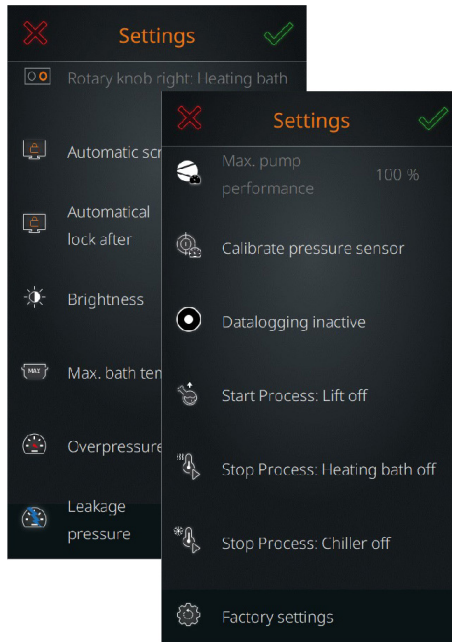 Settings
Rotary knob right: Heating bath
Automatic
Automatical
lock after
Brightness
MAX
Max. bath
Overpressure
Leakage
pressure
Settings
Max. pump
performance
100 %
Calibrate pressure sensor
Datalogging inactive
Start Process: Lift off
Stop Process: Heating bath off
Stop Process: Chiller off
Factory settings